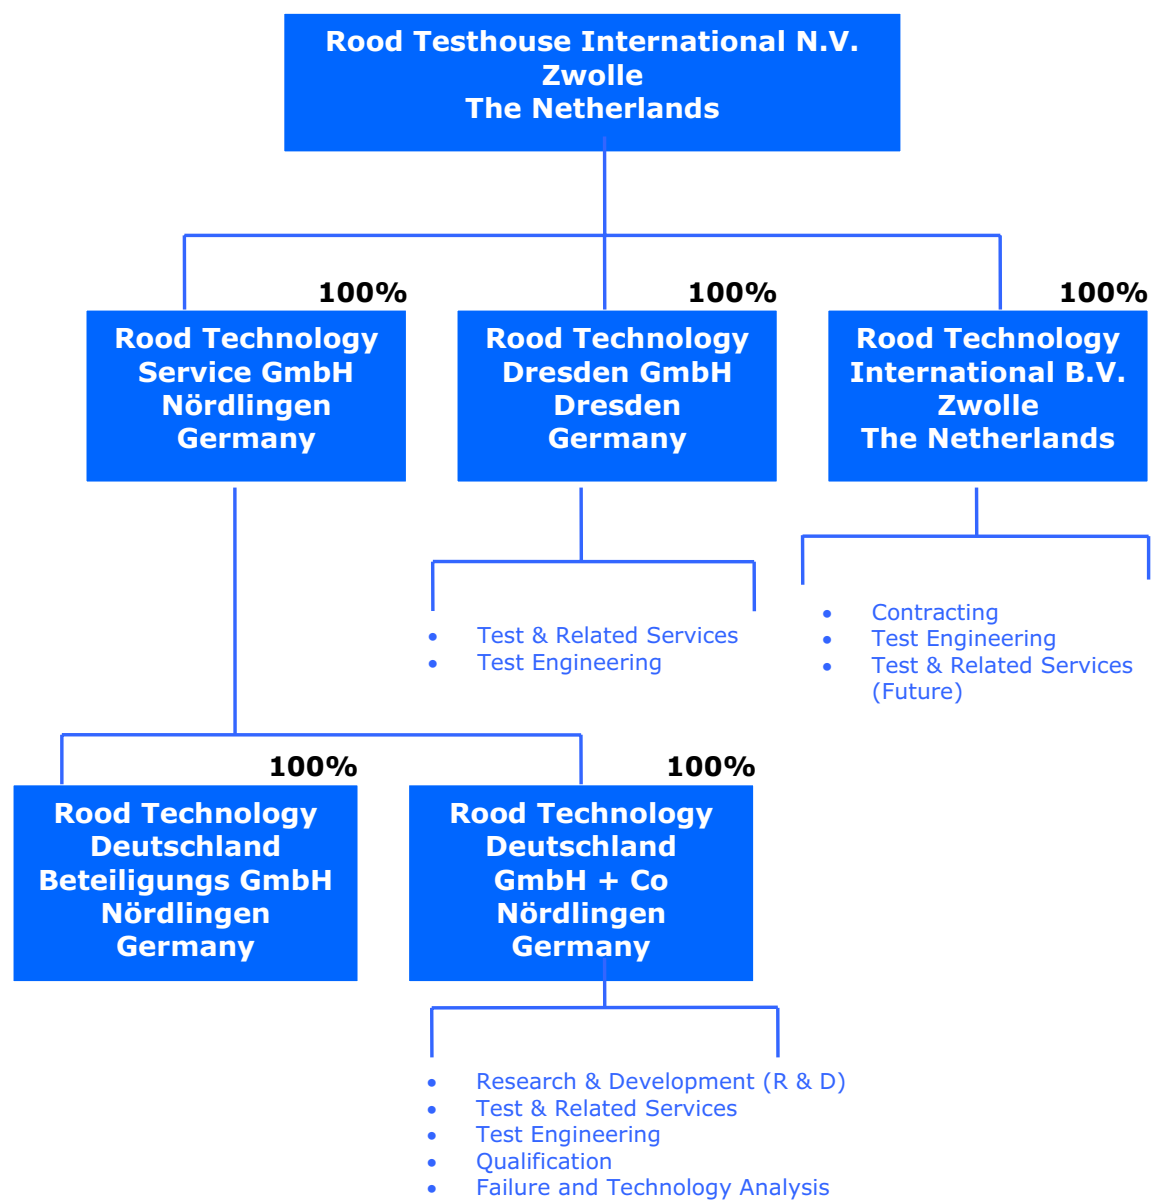 Rood Testhouse International N.V.
Zwolle
The Netherlands
100%
Rood Technology
Service GmbH
Nördlingen
Germany
100%
Rood Technology
Dresden GmbH
Dresden
Germany
100%
Rood Technology
International B.V.
Zwolle
The Netherlands
• Test & Related Services
• Test Engineering
• Contracting
• Test Engineering
• Test & Related Services
(Future)
100%
Rood Technology
Deutschland
Beteiligungs GmbH
Nördlingen
Germany
100%
Rood Technology
Deutschland
GmbH + Co
Nördlingen
Germany
• Research & Development (R & D)
• Test & Related Services
• Test Engineering
• Qualification
• Failure and Technology Analysis